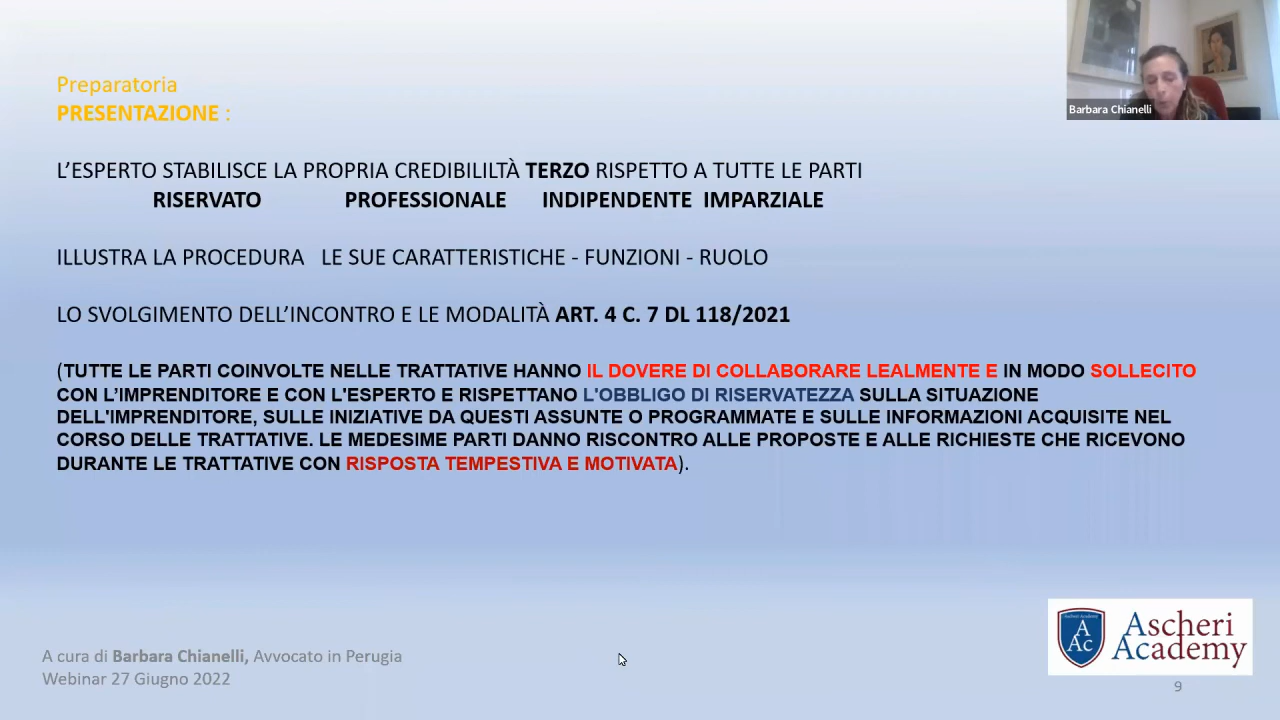 Barbara Chianelli
Preparatoria
PRESENTAZIONE :
L’ESPERTO STABILISCE LA PROPRIA CREDIBILILTÀ TERZO RISPETTO A TUTTE LE PARTI
RISERVATO PROFESSIONALE INDIPENDENTE IMPARZIALE
ILLUSTRA LA PROCEDURA LE SUE CARATTERISTICHE - FUNZIONI - RUOLO
LO SVOLGIMENTO DELL’INCONTRO E LE MODALITÀ ART. 4 C. 7 DL 118/2021
(TUTTE LE PARTI COINVOLTE NELLE TRATTATIVE HANNO IL DOVERE DI COLLABORARE LEALMENTE E IN MODO SOLLECITO
CON L’IMPRENDITORE E CON L'ESPERTO E RISPETTANO L'OBBLIGO DI RISERVATEZZA SULLA SITUAZIONE
DELL'IMPRENDITORE, SULLE INIZIATIVE DA QUESTI ASSUNTE O PROGRAMMATE E SULLE INFORMAZIONI ACQUISITE NEL
CORSO DELLE TRATTATIVE. LE MEDESIME PARTI DANNO RISCONTRO ALLE PROPOSTE E ALLE RICHIESTE CHE RICEVONO
DURANTE LE TRATTATIVE CON RISPOSTA TEMPESTIVA E MOTIVATA).
A cura di Barbara Chianelli, Avvocato in Perugia
Webinar 27 Giugno 2022
A
Ac
Ascheri
Academy
9